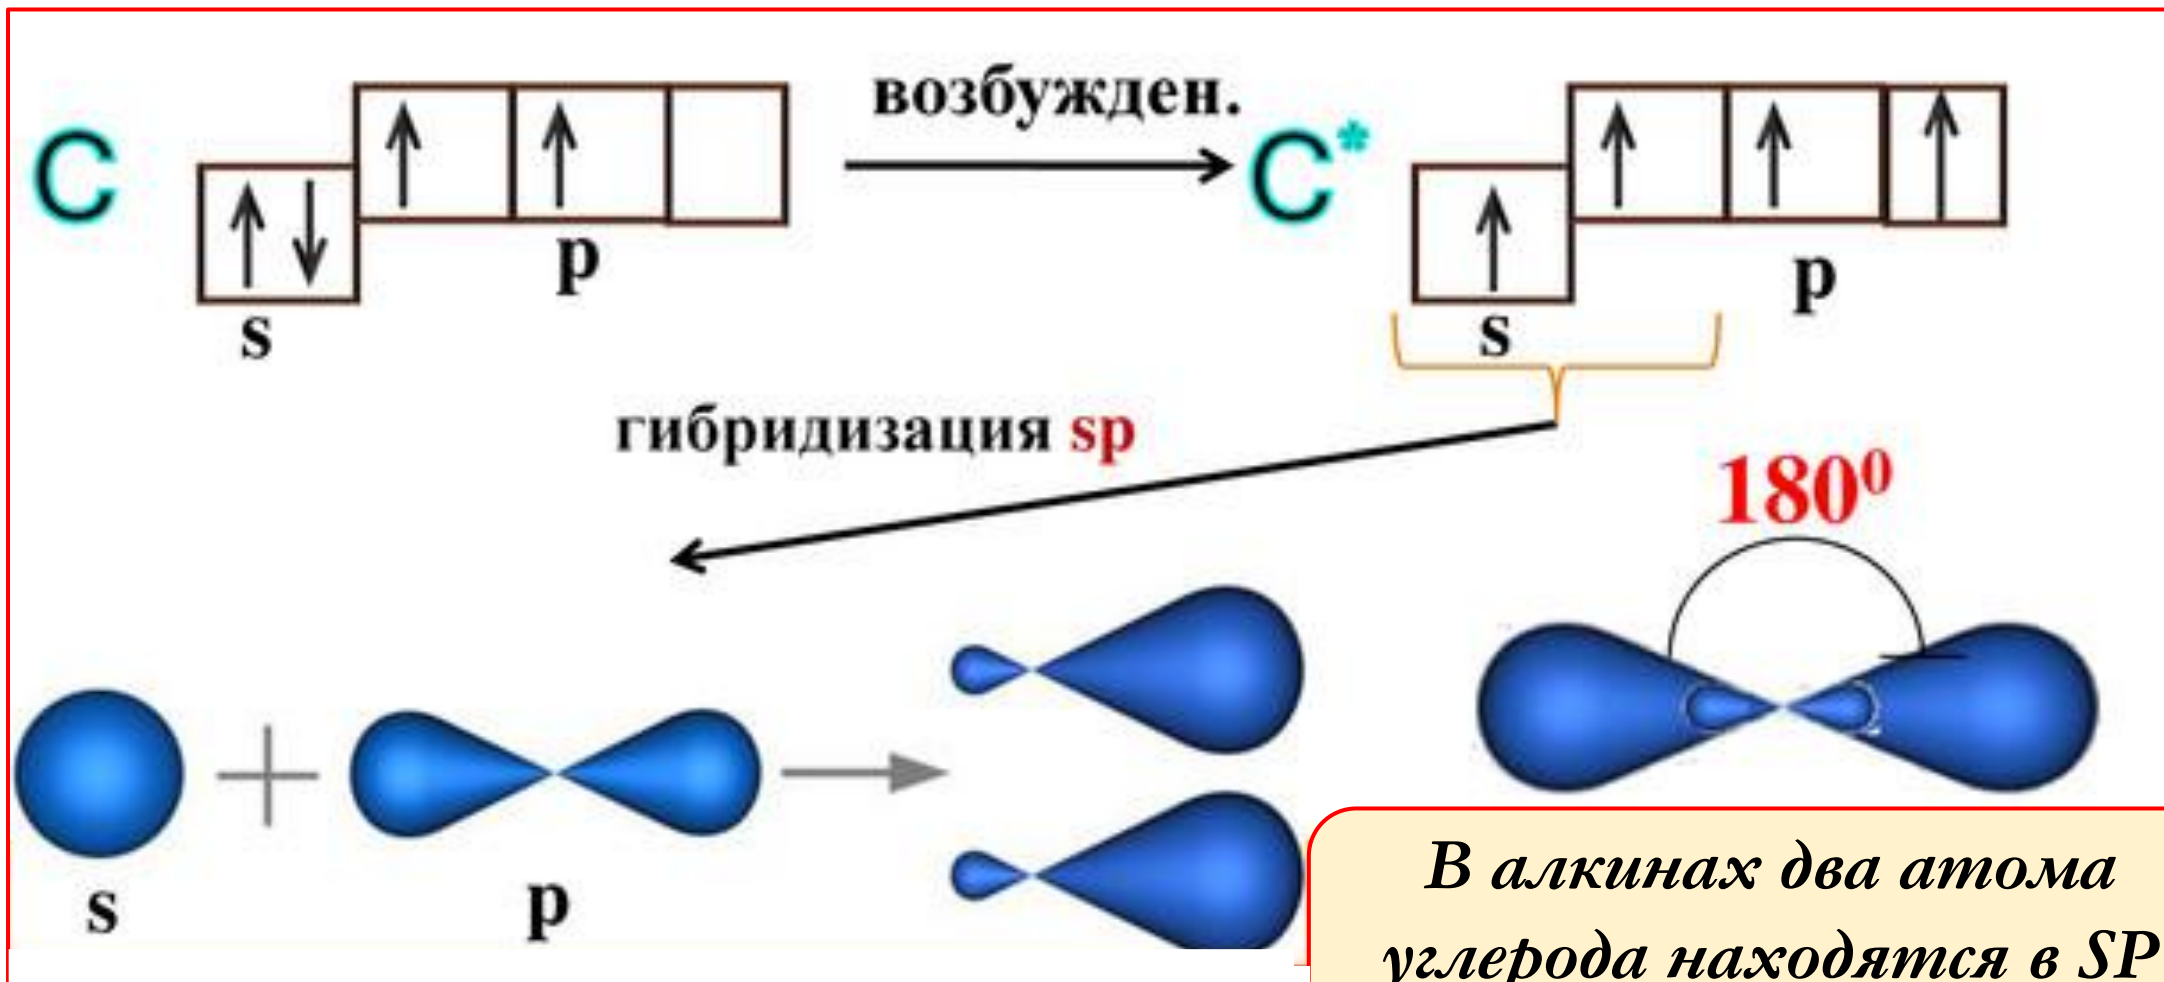 возбужден.
C
C*
p
p
s
s
гибридизация sp
180⁰
s
p
В алкинах два атома
углерода находятся в SP